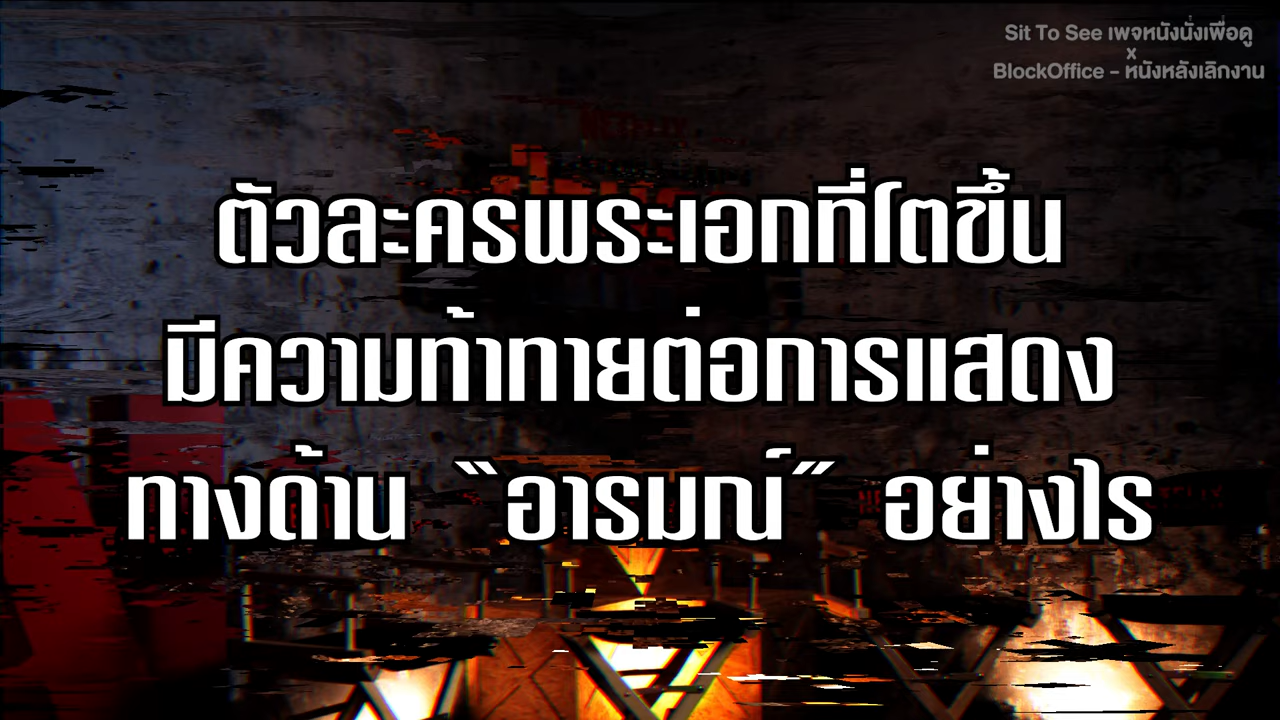 Sit To See เพจหนังนั่งเพื่อดู
x
BlockOffice - หนังหลังเลิกงาน
NETFLIX
ตัวละครพระเอกที่โตขึ้น
มีความท้าทายต่อการแสดง
ทางด้าน “อารมณ์” อย่างไร